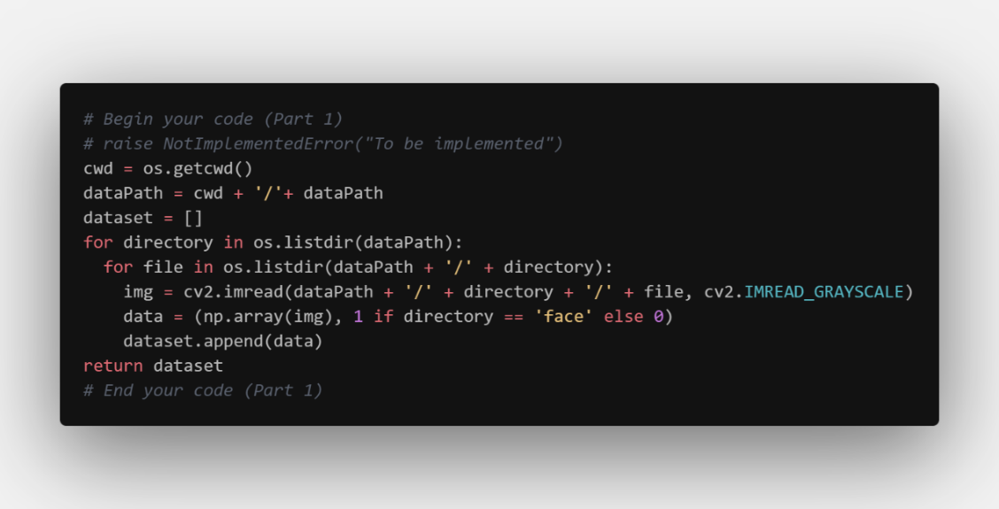 # Begin your code (Part 1)
# raise NotImplementedError("To be implemented")
cwd = os.getcwd()
dataPath = cwd + '/'+ dataPath
dataset = []
for directory in os.listdir(dataPath):
  for file in os.listdir(dataPath + '/' + directory):
    img = cv2.imread(dataPath + '/' + directory + '/' + file, cv2.IMREAD_GRAYSCALE)
    data = (np.array(img), 1 if directory == 'face' else 0)
    dataset.append(data)
return dataset
# End your code (Part 1)